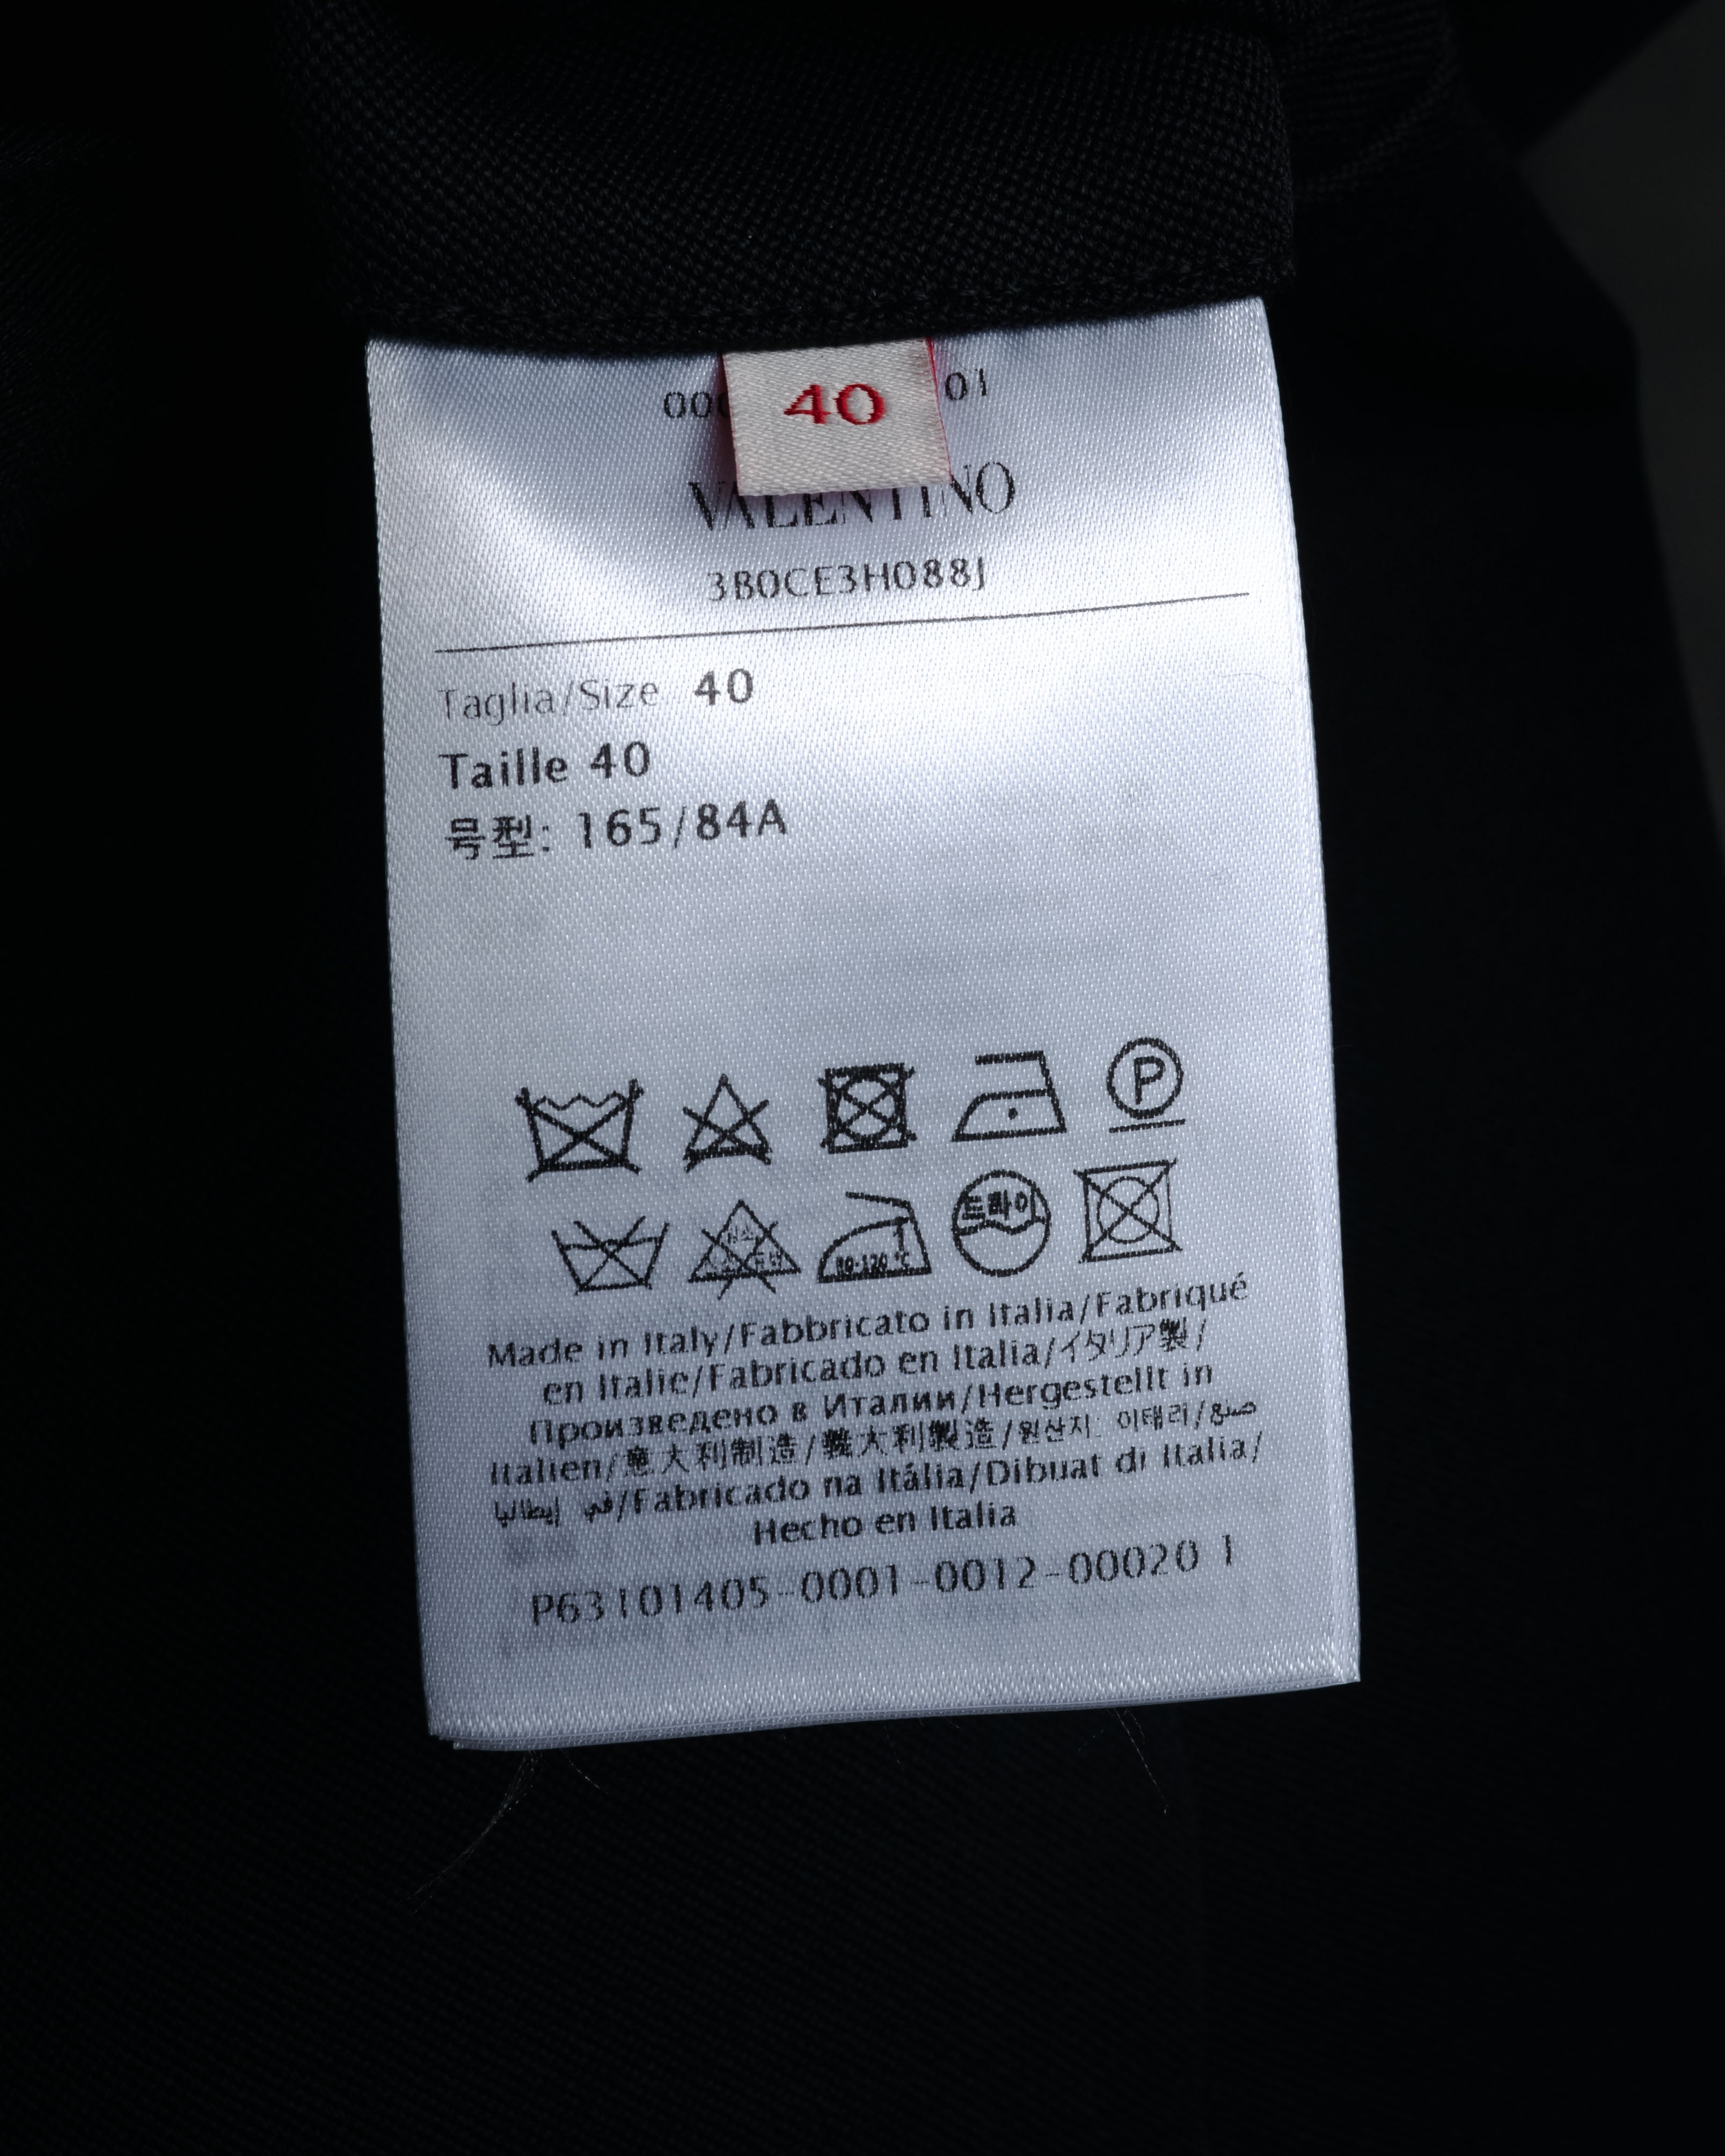 40
VALENTINO
3B0CE3H088J
Taglia/Size 40
Taille 40
号型: 165/84A
P
드라이
80-120 °C
Made in Italy/Fabbricato in Italia/Fabriqué
en Italie/Fabricado en Italia/イタリア製/
Произведено в Италии/Hergestellt in
Italien/意大利制造/義大利製造/원산지: 이태리/صنع
في إيطاليا/Fabricado na Itália/Dibuat di Italia/
Hecho en Italia
P63101405-0001-0012-00020 1